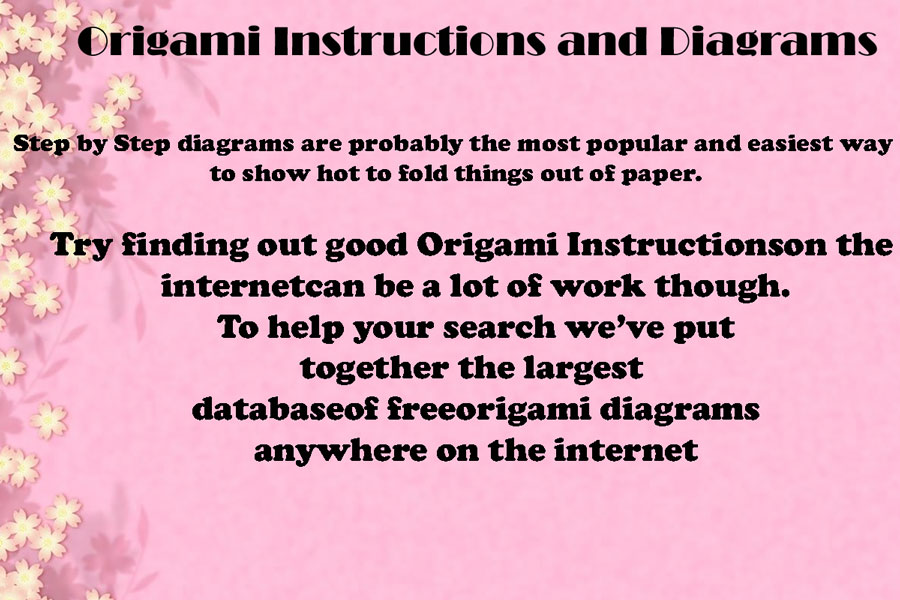 Origami Instructions and Diagrams
Step by Step diagrams are probably the most popular and easiest way
to show hot to fold things out of paper.
Try finding out good Origami Instructionson the
internetcan be a lot of work though.
To help your search we’ve put
together the largest
databaseof freeorigami diagrams
anywhere on the internet